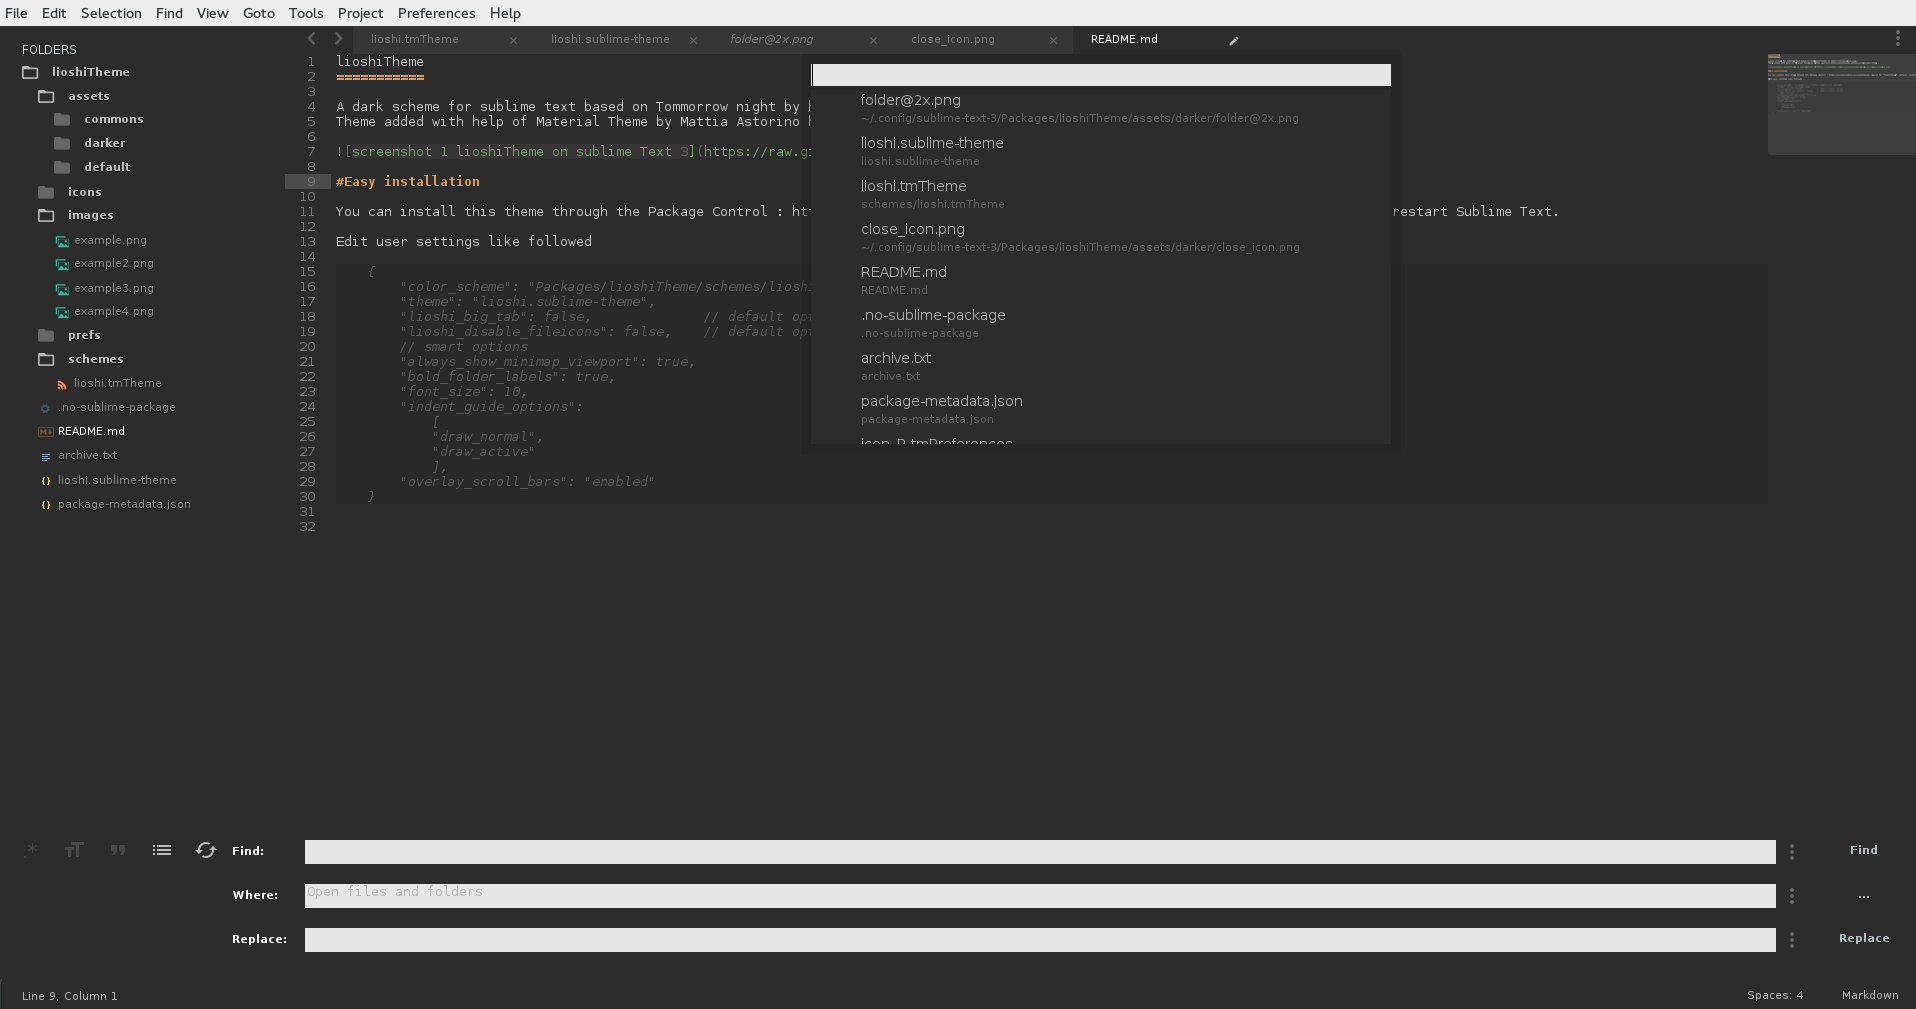 File Edit Selection Find View Goto Tools Project Preferences Help
FOLDERS
lioshiTheme
assets
commons
darker
default
icons
images
example.png
example2.png
example3.png
example4.png
prefs
schemes
lioshi.tmTheme
.no-sublime-package
README.md
archive.txt
lioshi.sublime-theme
package-metadata.json
lioshi.tmTheme lioshi.sublime-theme folder@2x.png close_icon.png README.md
1 lioshiTheme
2 ===========
3
4 A dark scheme for sublime text based on Tommorrow night by
5 Theme added with help of Material Theme by Mattia Astorino
6
7 ![screenshot 1 lioshiTheme on sublime Text 3](https://raw.gi
8
9 #Easy installation
10
11 You can install this theme through the Package Control : htt restart Sublime Text.
12
13 Edit user settings like followed
14
15 {
16 "color_scheme": "Packages/lioshiTheme/schemes/lioshi
17 "theme": "lioshi.sublime-theme",
18 "lioshi_big_tab": false, // default opt
19 "lioshi_disable_fileicons": false, // default opt
20 // smart options
21 "always_show_minimap_viewport": true,
22 "bold_folder_labels": true,
23 "font_size": 10,
24 "indent_guide_options":
25 [
26 "draw_normal",
27 "draw_active"
28 ],
29 "overlay_scroll_bars": "enabled"
30 }
31
32
folder@2x.png
~/.config/sublime-text-3/Packages/lioshiTheme/assets/darker/folder@2x.png
lioshi.sublime-theme
lioshi.sublime-theme
lioshi.tmTheme
schemes/lioshi.tmTheme
close_icon.png
~/.config/sublime-text-3/Packages/lioshiTheme/assets/darker/close_icon.png
README.md
README.md
.no-sublime-package
.no-sublime-package
archive.txt
archive.txt
package-metadata.json
package-metadata.json
icon_P.tmPreferences
.* TT Find: Find
Where: Open files and folders ...
Replace: Replace
Line 9, Column 1 Spaces: 4 Markdown